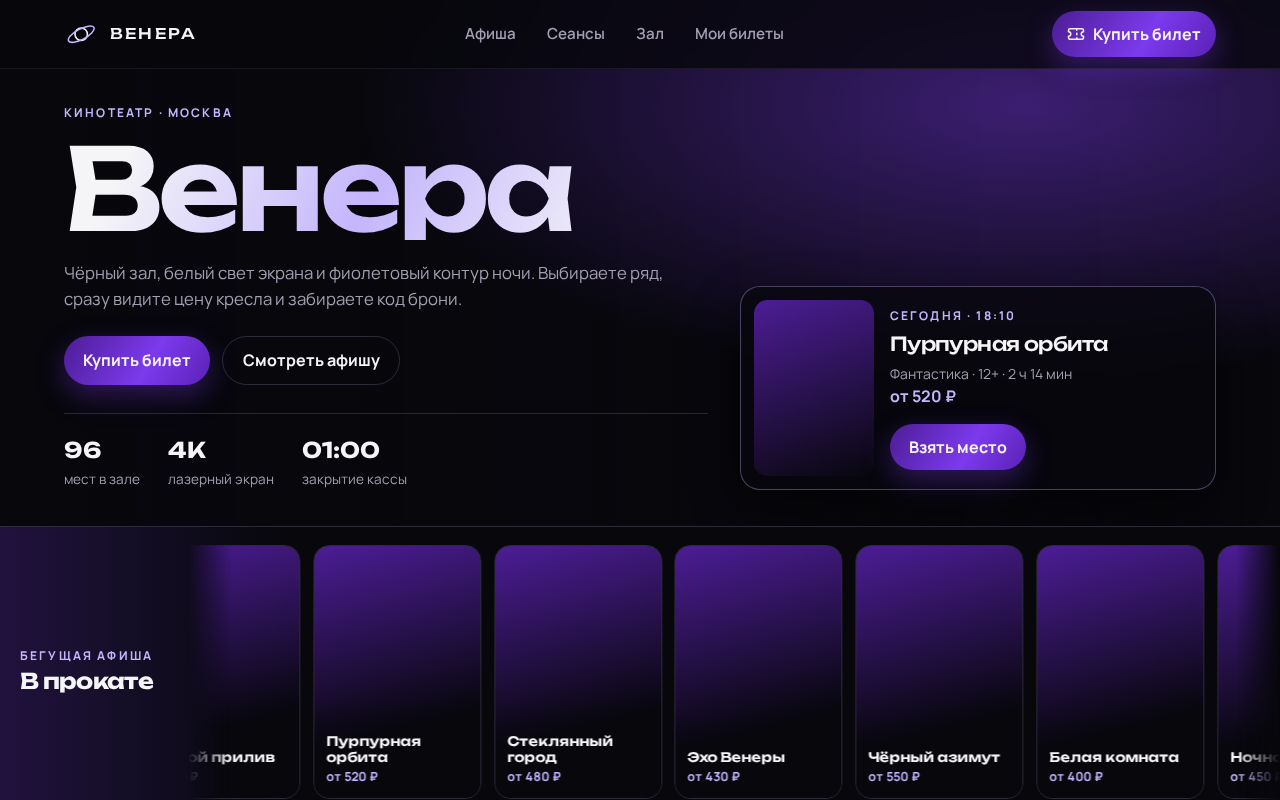 ВЕНЕРА
Афиша
Сеансы
Зал
Мои билеты
Купить билет
КИНОТЕАТР · МОСКВА
Венера
Чёрный зал, белый свет экрана и фиолетовый контур ночи. Выбираете ряд,
сразу видите цену кресла и забираете код брони.
Купить билет
Смотреть афишу
96
мест в зале
4K
лазерный экран
01:00
закрытие кассы
СЕГОДНЯ · 18:10
Пурпурная орбита
Фантастика · 12+ · 2 ч 14 мин
от 520 ₽
Взять место
БЕГУЩАЯ АФИША
В прокате
прилив
₽
Пурпурная
орбита
от 520 ₽
Стеклянный
город
от 480 ₽
Эхо Венеры
от 430 ₽
Чёрный азимут
от 550 ₽
Белая комната
от 400 ₽
от 450